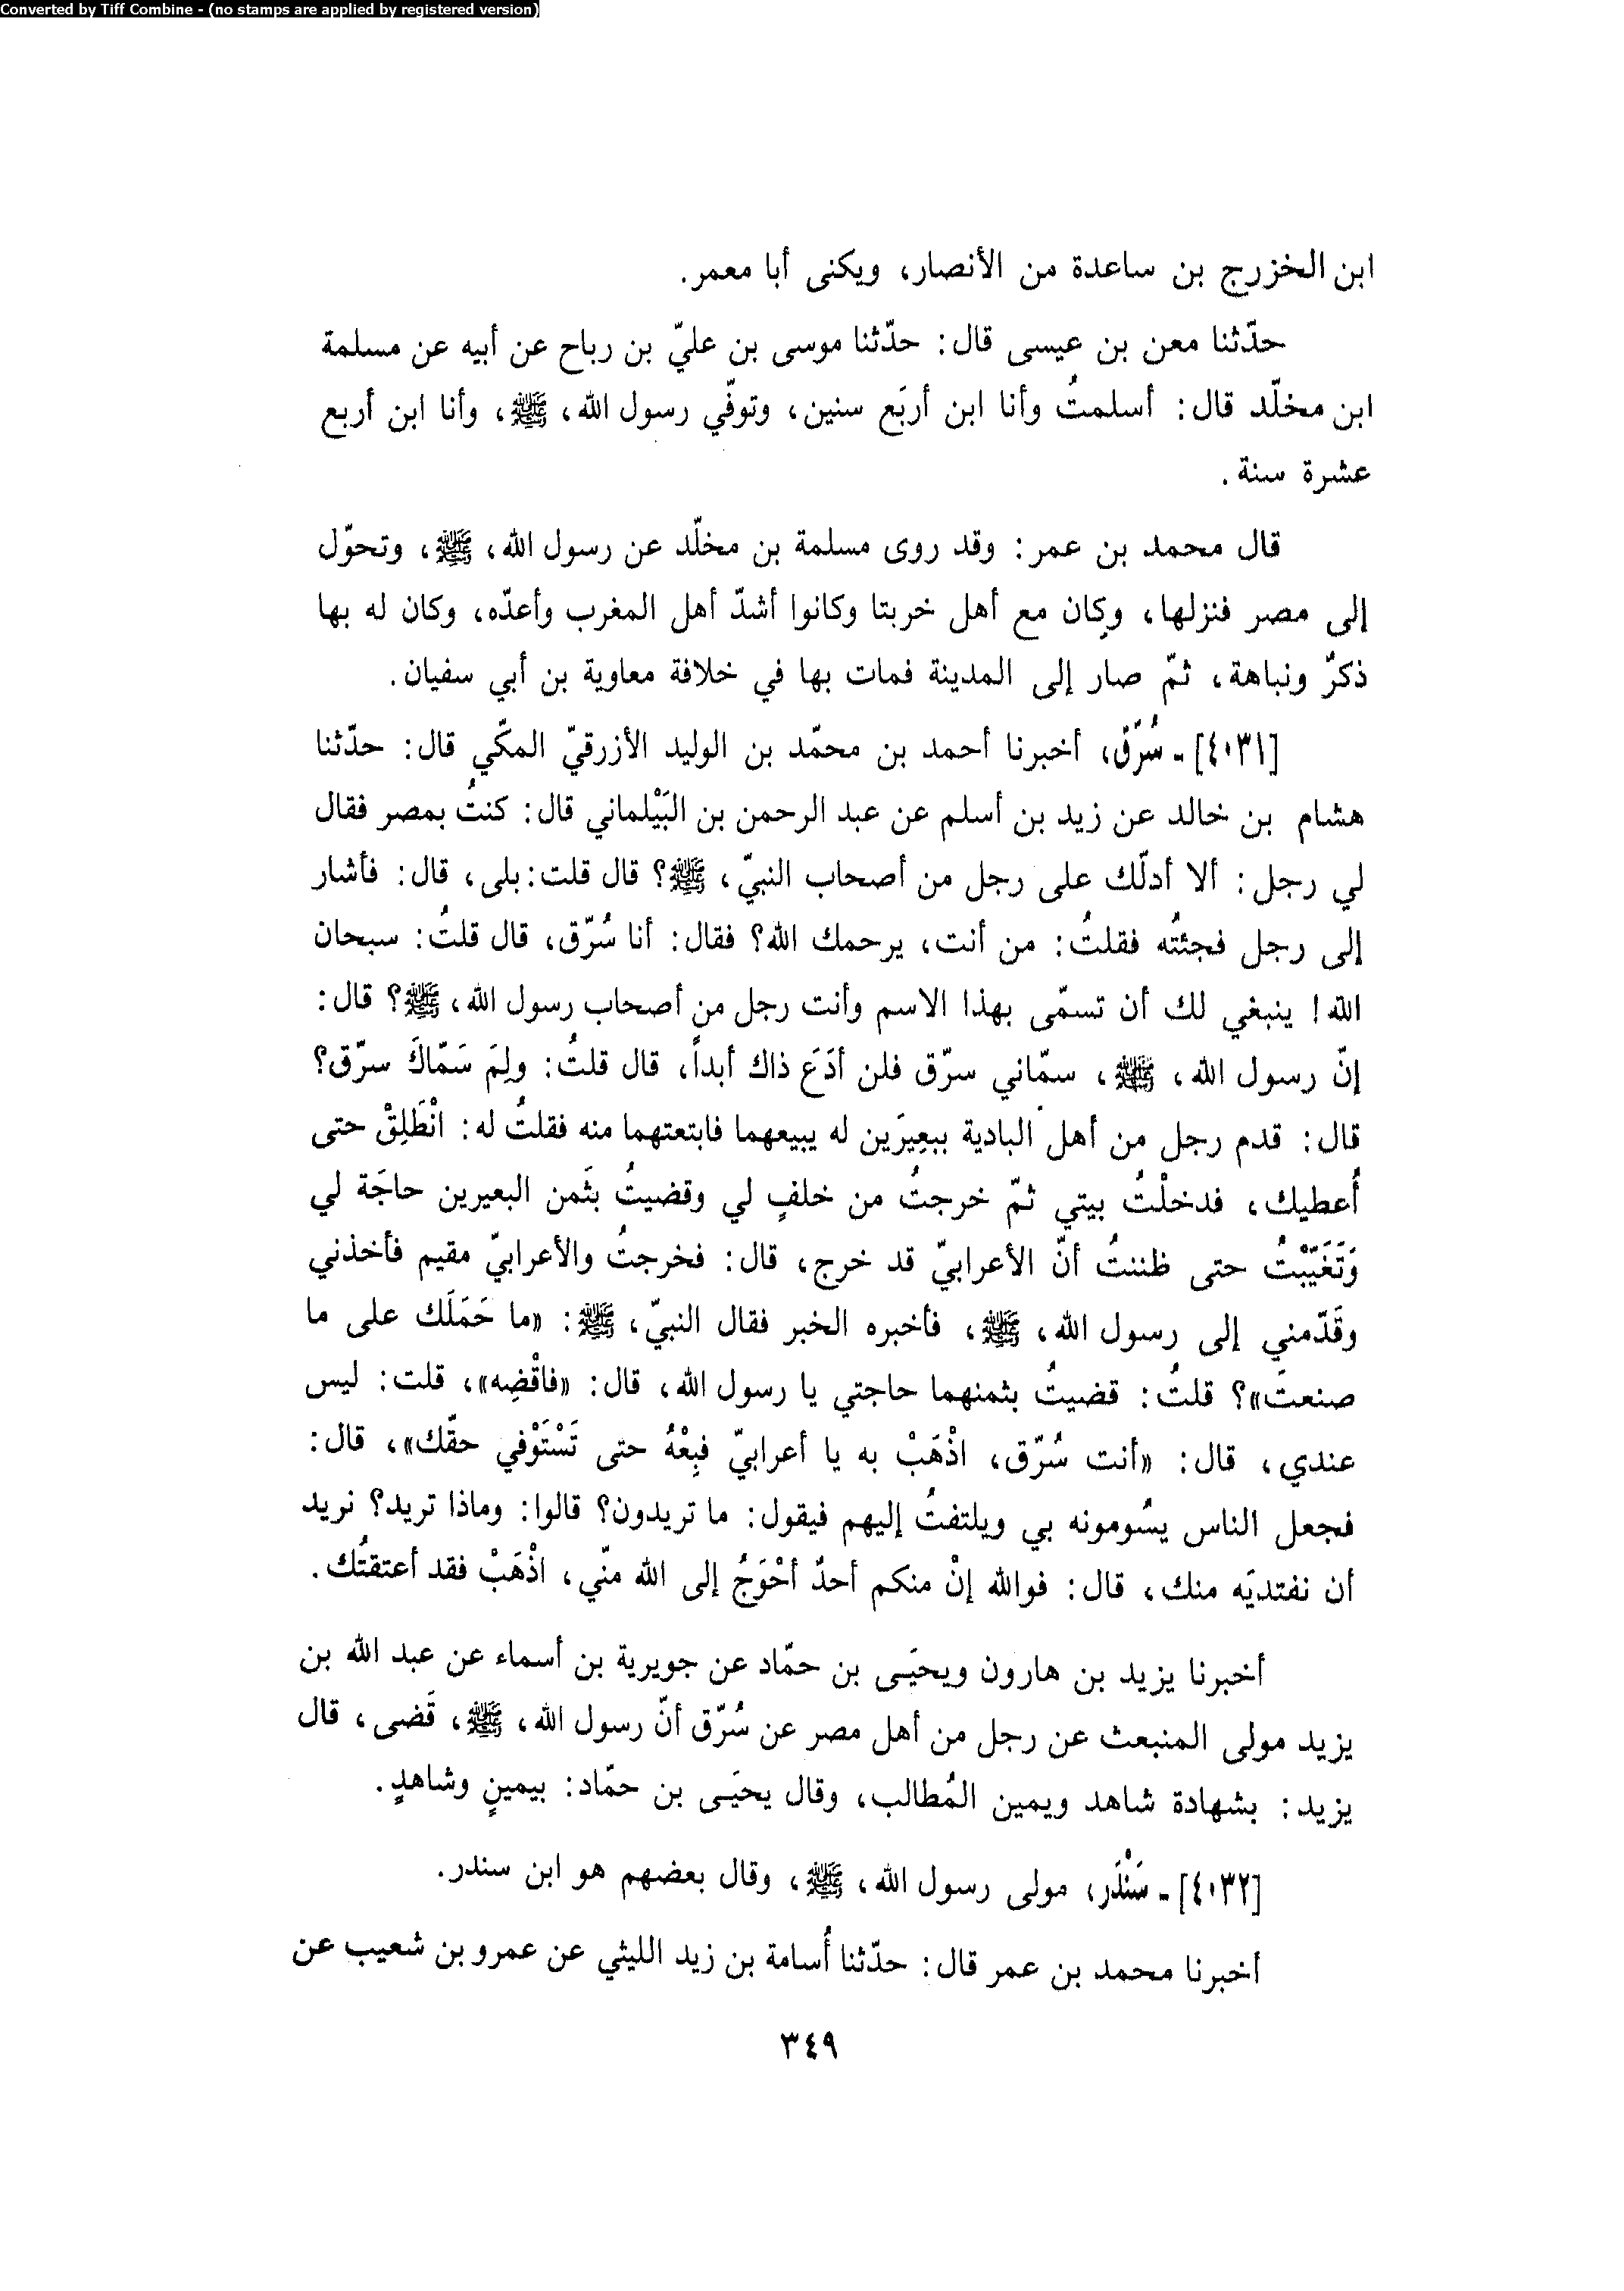 Converted by Tiff Combine - (no stamps are applied by registered version)
ابن الخزرج بن ساعدة من الأنصار، ويكنى أبا معمر.
حدّثنا معن بن عيسى قال: حدّثنا موسى بن عليّ بن رباح عن أبيه عن مسلمة
ابن مخلّد قال: أسلمتُ وأنا ابن أربَع سنين، وتوفّي رسول الله، ﷺ، وأنا ابن أربع
عشرة سنة.
قال محمد بن عمر: وقد روى مسلمة بن مخلّد عن رسول الله، ﷺ، وتحوّل
إلى مصر فنزلها، وكان مع أهل خربتا وكانوا أشدّ أهل المغرب وأعدّه، وكان له بها
ذكرٌ ونباهة، ثمّ صار إلى المدينة فمات بها في خلافة معاوية بن أبي سفيان.
[٤٠٣١] - سُرَّق، أخبرنا أحمد بن محمّد بن الوليد الأزرقيّ المكّي قال: حدّثنا
هشام بن خالد عن زيد بن أسلم عن عبد الرحمن بن البَيْلماني قال: كنتُ بمصر فقال
لي رجل: ألا أدلّك على رجل من أصحاب النبيّ، ﷺ؟ قال قلت: بلى، قال: فأشار
إلى رجل فجئتُه فقلتُ: من أنت، يرحمك الله؟ فقال: أنا سُرّق، قال قلتُ: سبحان
الله! ينبغي لك أن تسمّى بهذا الاسم وأنت رجل من أصحاب رسول الله، ﷺ؟ قال:
إنّ رسول الله، ﷺ، سمّاني سرّق فلن أدَعَ ذاك أبداً، قال قلتُ: ولِمَ سَمّاكَ سرّق؟
قال: قدم رجل من أهل البادية ببعِيرَين له يبيعهما فابتعتهما منه فقلتُ له: انْطَلِقْ حتى
أُعطيك، فدخلْتُ بيتي ثمّ خرجتُ من خلفٍ لي وقضيتُ بثَمن البعيرين حاجَة لي
وَتَغَيّبْتُ حتى ظننتُ أنّ الأعرابيّ قد خرج، قال: فخرجتُ والأعرابيّ مقيم فأخذني
وقَدّمني إلى رسول الله، ﷺ، فأخبره الخبر فقال النبيّ، ﷺ: «ما حَمَلَك على ما
صنعتَ»؟ قلتُ: قضيتُ بثمنهما حاجتي يا رسول الله، قال: «فاقْضِه»، قلت: ليس
عندي، قال: «أنت سُرّق، اذْهَبْ به يا أعرابيّ فبِعْهُ حتى تَسْتَوْفي حقّك»، قال:
فجعل الناس يسُومونه بي ويلتفتُ إليهم فيقول: ما تريدون؟ قالوا: وماذا تريد؟ نريد
أن نفتديَه منك، قال: فوالله إنْ منكم أحدٌ أحْوَجُ إلى الله منّي، اذْهَبْ فقد أعتقتُك.
أخبرنا يزيد بن هارون ويحيَى بن حمّاد عن جويرية بن أسماء عن عبد الله بن
يزيد مولى المنبعث عن رجل من أهل مصر عن سُرّق أنّ رسول الله، ﷺ، قَضى، قال
يزيد: بشهادة شاهد ويمين المُطالب، وقال يحيَى بن حمّاد: بيمينٍ وشاهدٍ.
[٤٠٣٢] - سَنْدَر، مولى رسول الله، ﷺ، وقال بعضهم هو ابن سندر.
أخبرنا محمد بن عمر قال: حدّثنا أُسامة بن زيد الليثي عن عمرو بن شعيب عن
٣٤٩